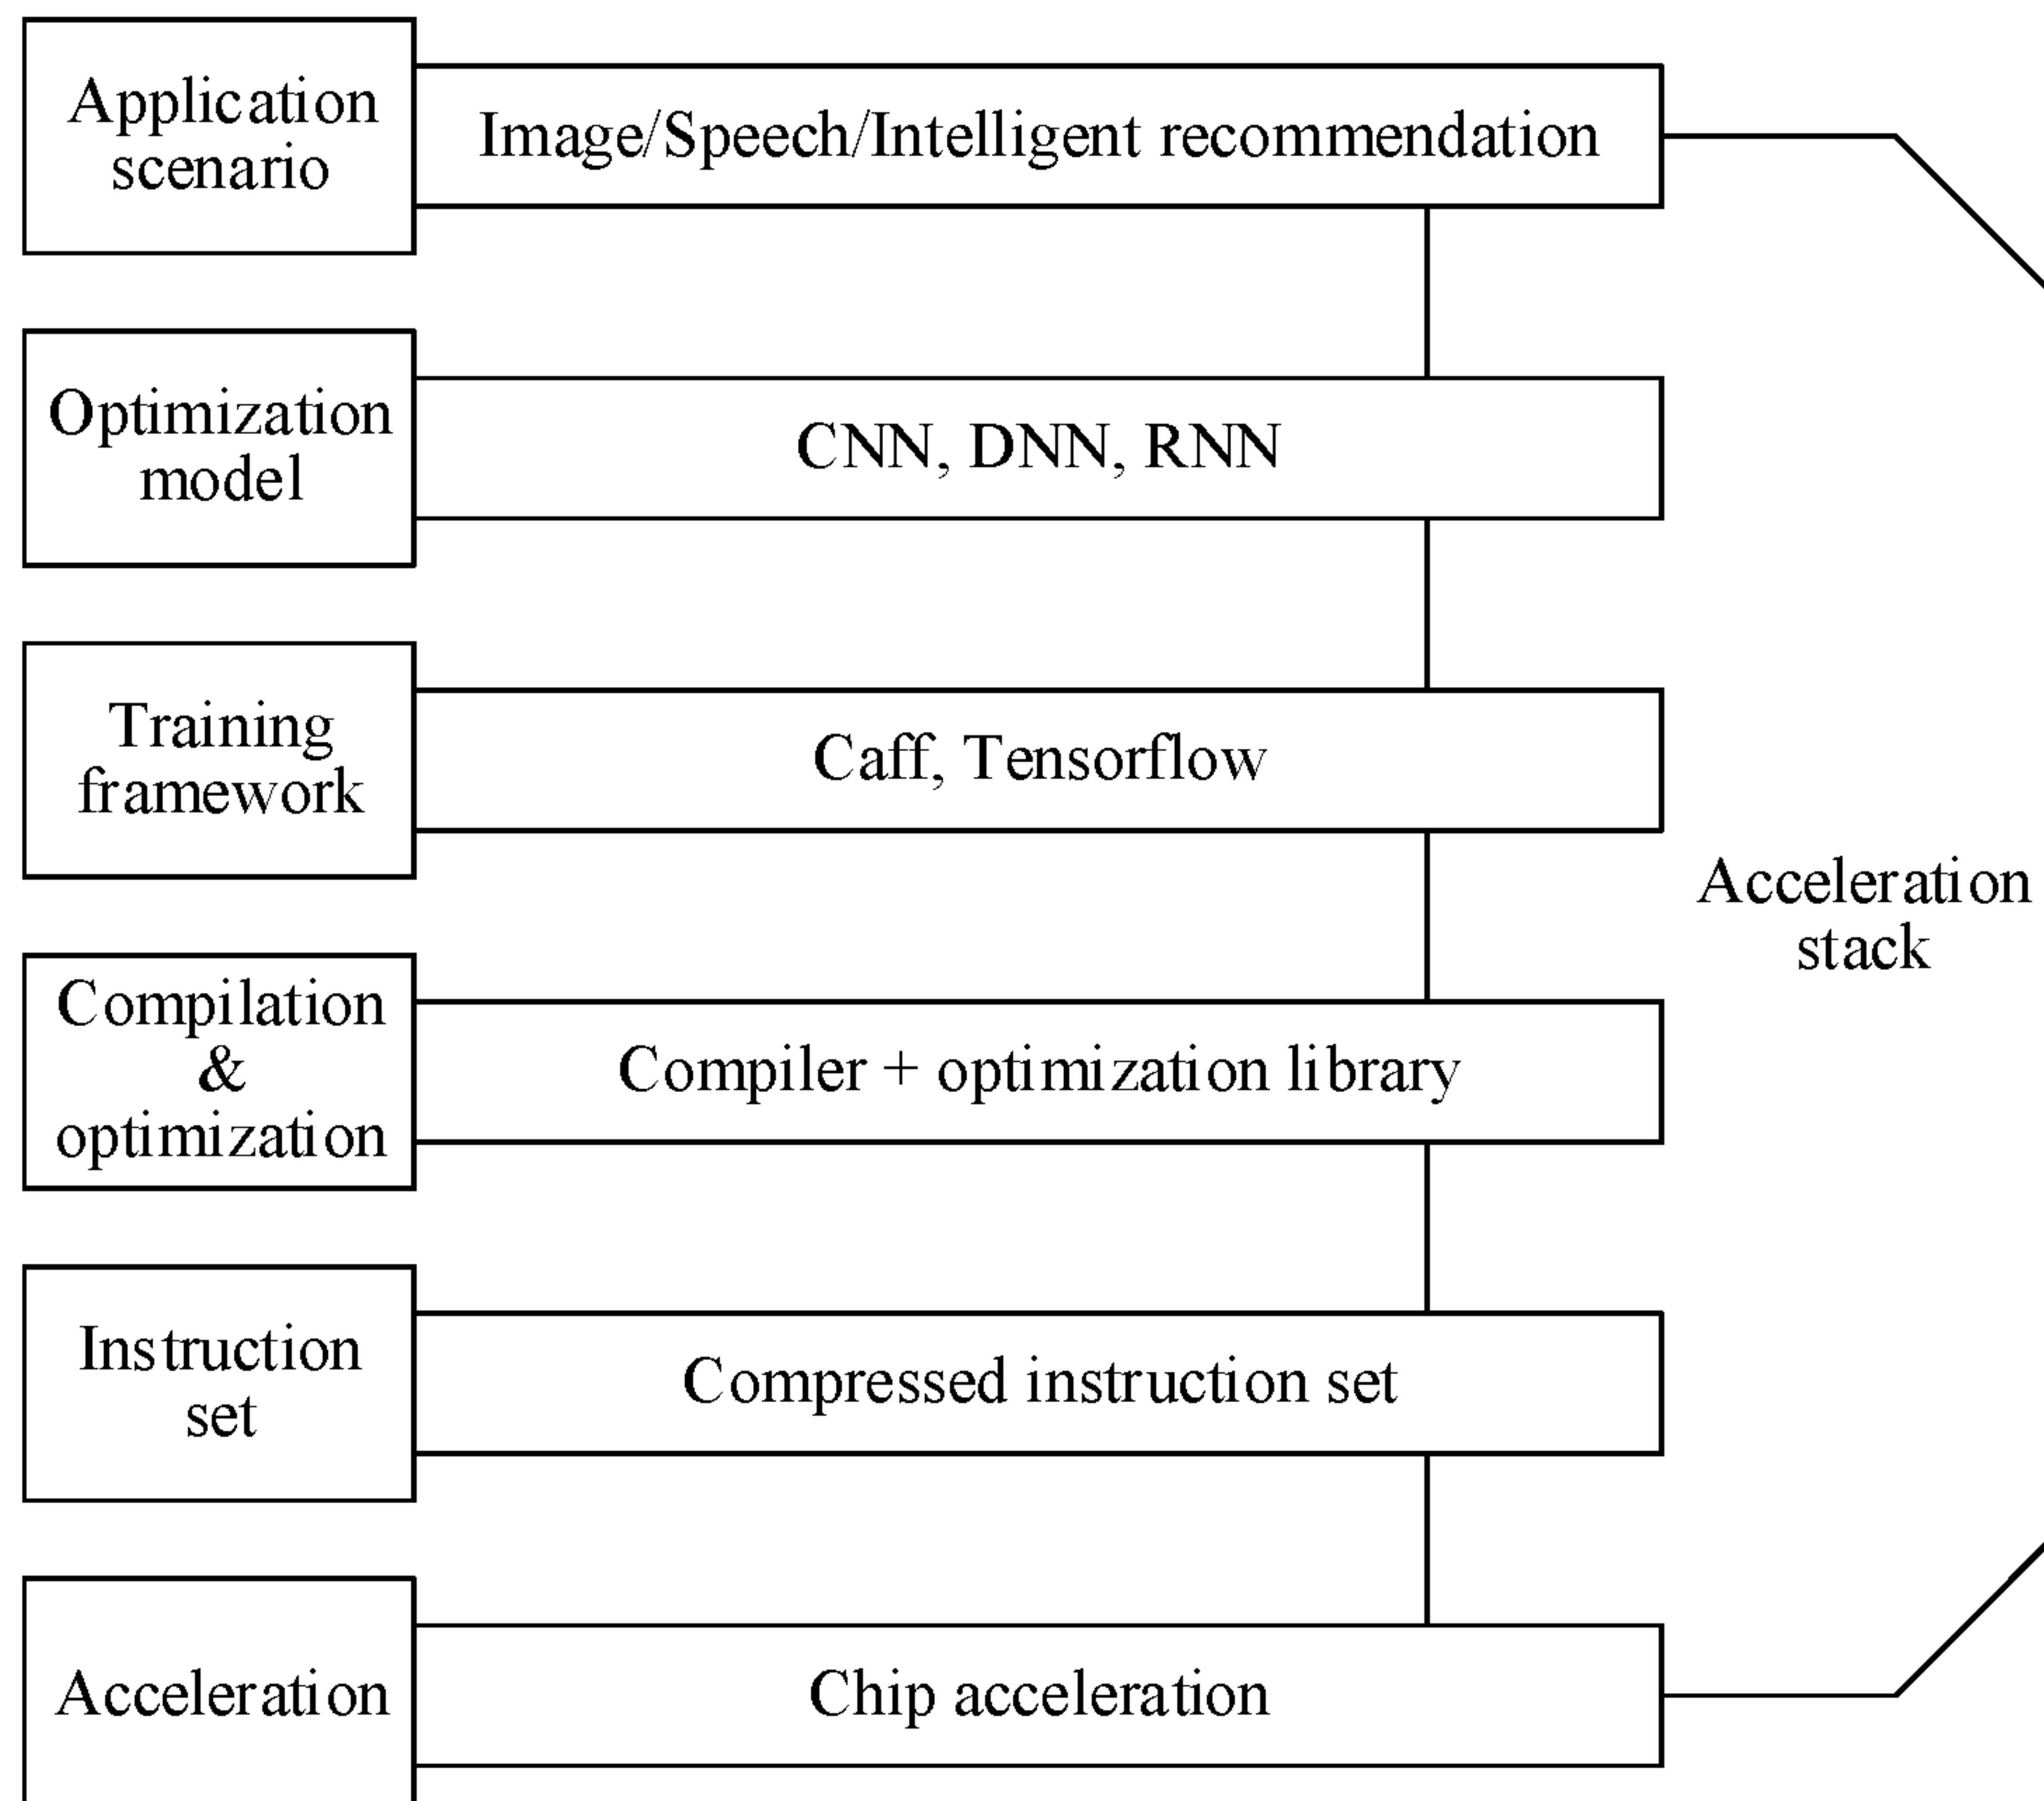 Application
scenario
Image/Speech/Intelligent recommendation
Optimization
model
CNN, DNN, RNN
Training
framework
Caff, Tensorflow
Acceleration
stack
Compilation
&
optimization
Compiler + optimization library
Instruction
set
Compressed instruction set
Acceleration
Chip acceleration